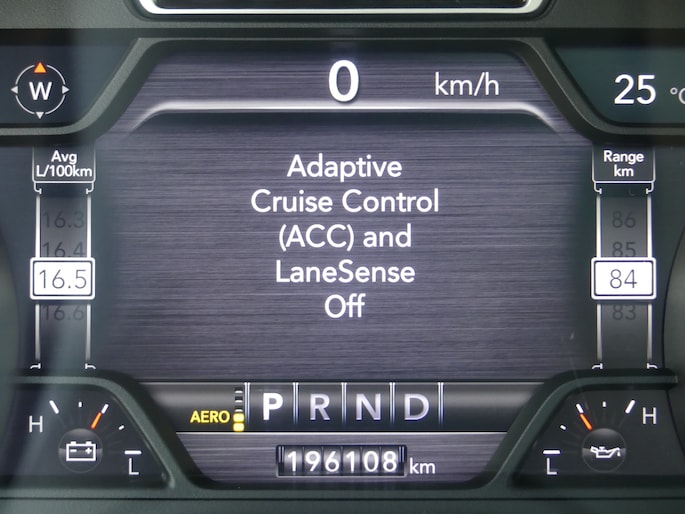 W
0 km/h
25 °C
Avg
L/100km
16.3
16.4
16.5
16.6
Adaptive
Cruise Control
(ACC) and
LaneSense
Off
Range
km
86
85
84
83
AERO
P R N D
H
L
196108 km
H
L